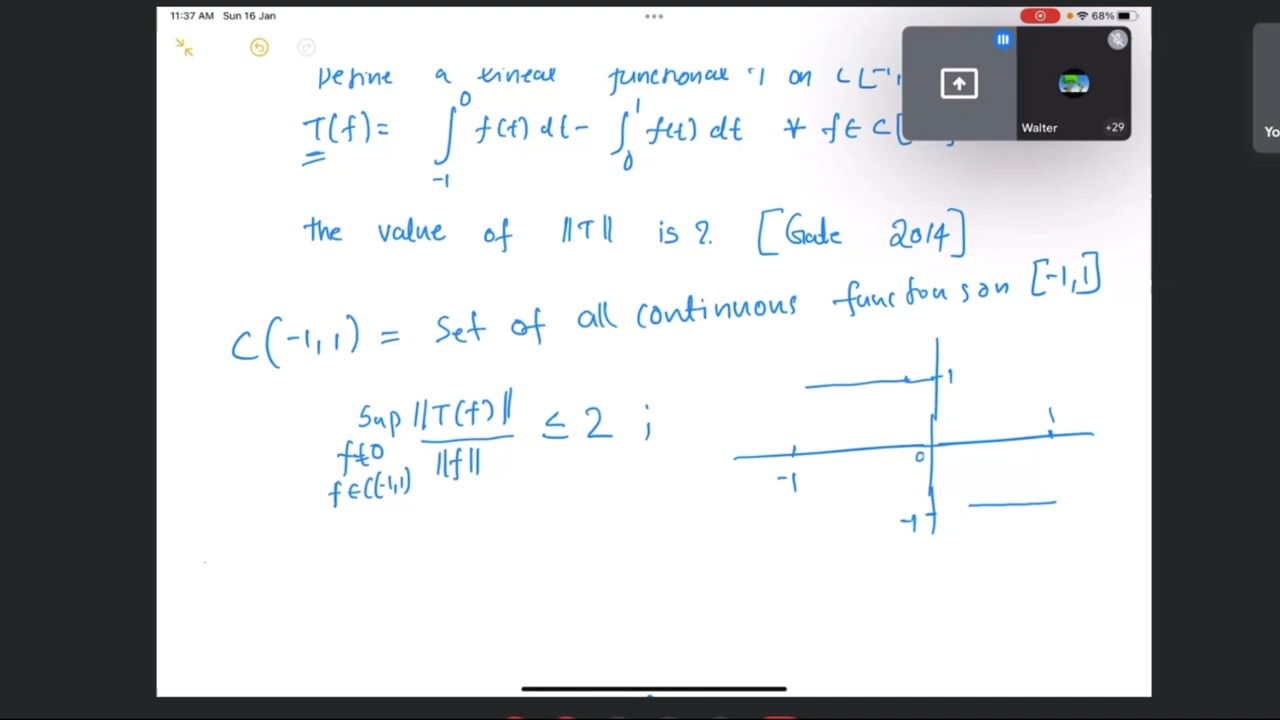 11:37 AM Sun 16 Jan
68%
Define a linear functional T on C[-1,
T(f)= ∫_{-1}^{0} f(t) dt - ∫_{0}^{1} f(t) dt ∀ f ∈ C[
Walter +29
Yo
the value of ||T|| is ?. [Gate 2014]
C(-1,1) = Set of all continuous functions on [-1,1]
Sup ||T(f)|| / ||f|| ≤ 2 ;
f≠0
f∈C(-1,1)
1
1
0
-1
-1